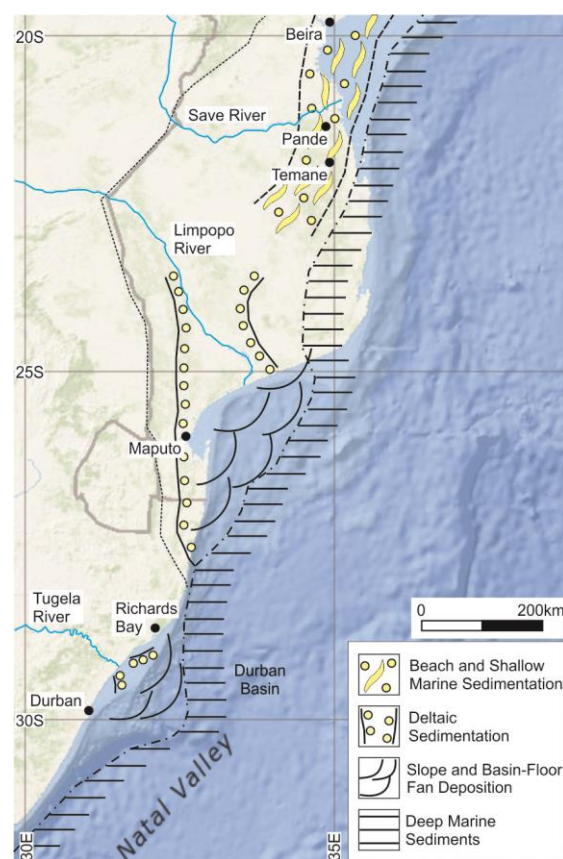 20S
Beira
Save River
Pande
Temane
Limpopo
River
25S
Maputo
Tugela
River
Richards
Bay
0 200km
Durban
Basin
Durban
30S
Natal Valley
30E
35E
Beach and Shallow
Marine Sedimentation
Deltaic
Sedimentation
Slope and Basin-Floor
Fan Deposition
Deep Marine
Sediments